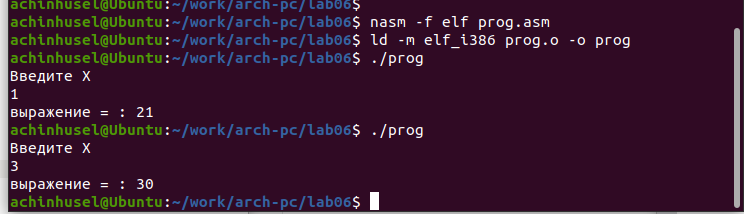 achinhusel@Ubuntu:~/work/arch-pc/lab06$
achinhusel@Ubuntu:~/work/arch-pc/lab06$ nasm -f elf prog.asm
achinhusel@Ubuntu:~/work/arch-pc/lab06$ ld -m elf_i386 prog.o -o prog
achinhusel@Ubuntu:~/work/arch-pc/lab06$ ./prog
Введите X
1
выражение = : 21
achinhusel@Ubuntu:~/work/arch-pc/lab06$ ./prog
Введите X
3
выражение = : 30
achinhusel@Ubuntu:~/work/arch-pc/lab06$